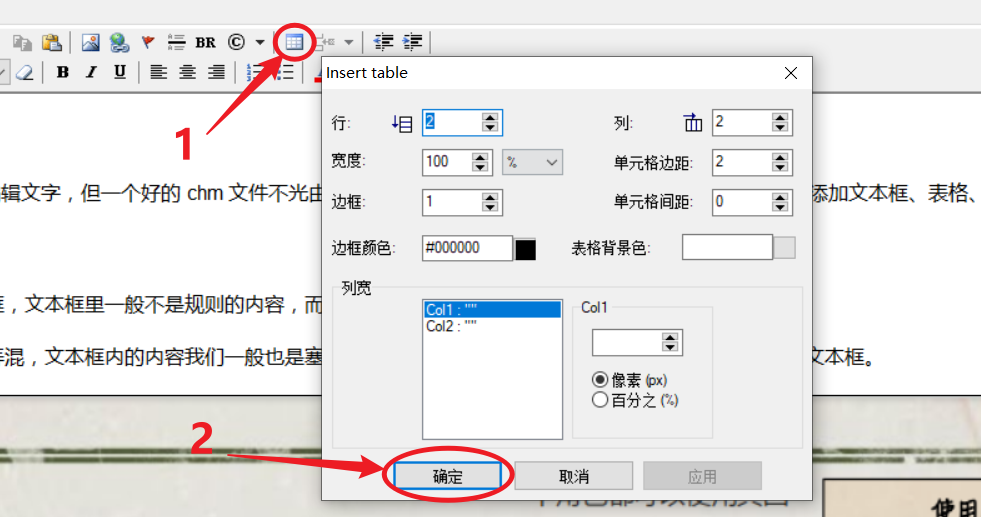 BR ©
B I U
Insert table
1
行: 2 列: 2
宽度: 100 % 单元格边距: 2
辑文字，但一个好的 chm 文件不光由
添加文本框、表格、
边框: 1 单元格间距: 0
边框颜色: #000000 表格背景色:
列宽
，文本框里一般不是规则的内容，而
Col1 : ""
Col2 : ""
Col1
混，文本框内的内容我们一般也是塞
文本框。
像素 (px)
百分之 (%)
2
确定 取消 应用
使用